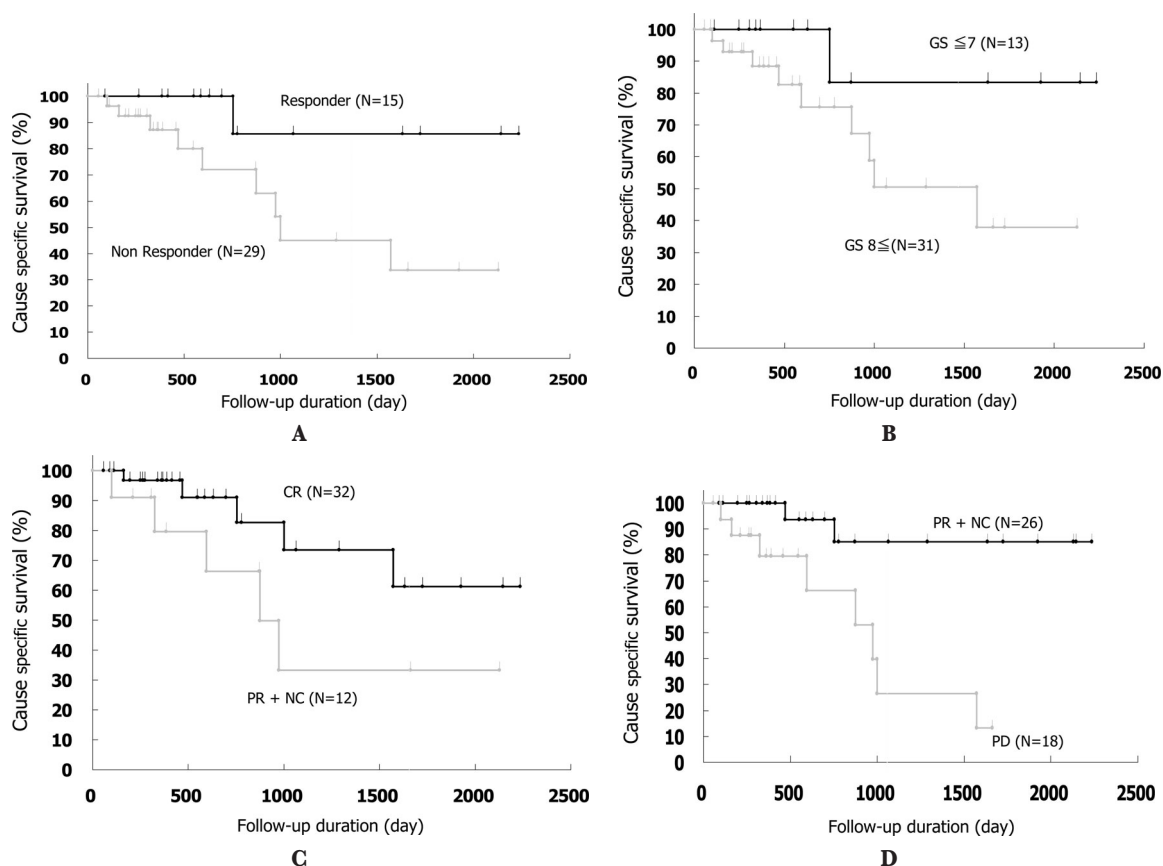 Cause specific survival (%)
100
90
80
70
60
50
40
30
20
10
0
Responder (N=15)
Non Responder (N=29)
0 500 1000 1500 2000 2500
Follow-up duration (day)
A
Cause specific survival (%)
100
90
80
70
60
50
40
30
20
10
0
GS ≦7 (N=13)
GS 8≦(N=31)
0 500 1000 1500 2000 2500
Follow-up duration (day)
B
Cause specific survival (%)
100
90
80
70
60
50
40
30
20
10
0
CR (N=32)
PR + NC (N=12)
0 500 1000 1500 2000 2500
Follow-up duration (day)
C
Cause specific survival (%)
100
90
80
70
60
50
40
30
20
10
0
PR + NC (N=26)
PD (N=18)
0 500 1000 1500 2000 2500
Follow-up duration (day)
D